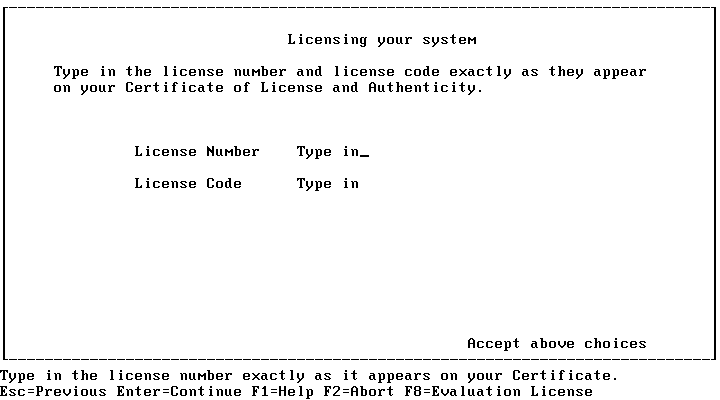 Licensing your system
Type in the license number and license code exactly as they appear
on your Certificate of License and Authenticity.
License Number Type in_
License Code Type in
Accept above choices
Type in the license number exactly as it appears on your Certificate.
Esc=Previous Enter=Continue F1=Help F2=Abort F8=Evaluation License